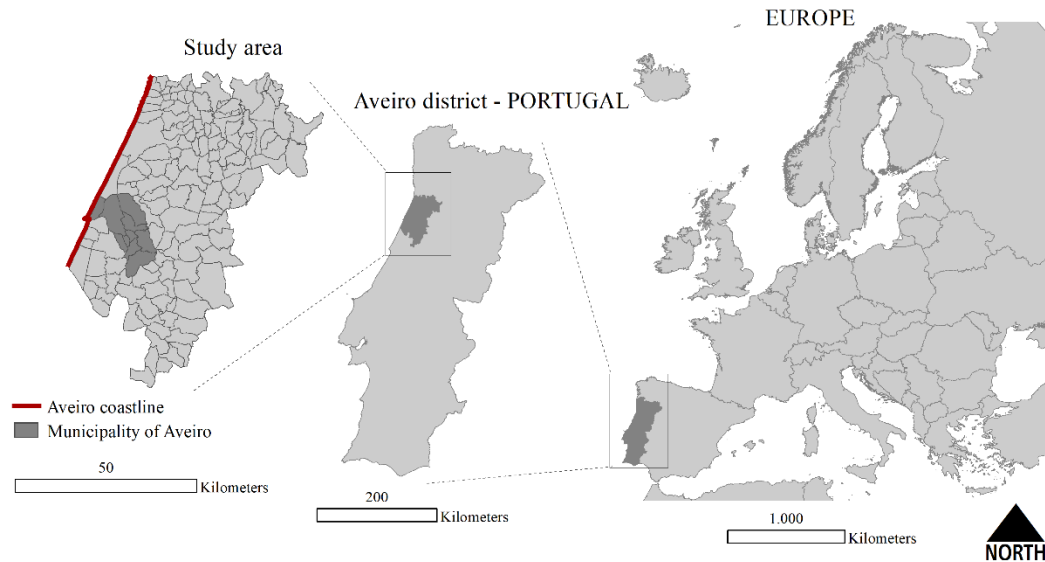 EUROPE
Study area
Aveiro district - PORTUGAL
Aveiro coastline
Municipality of Aveiro
50
Kilometers
200
Kilometers
1.000
Kilometers
NORTH